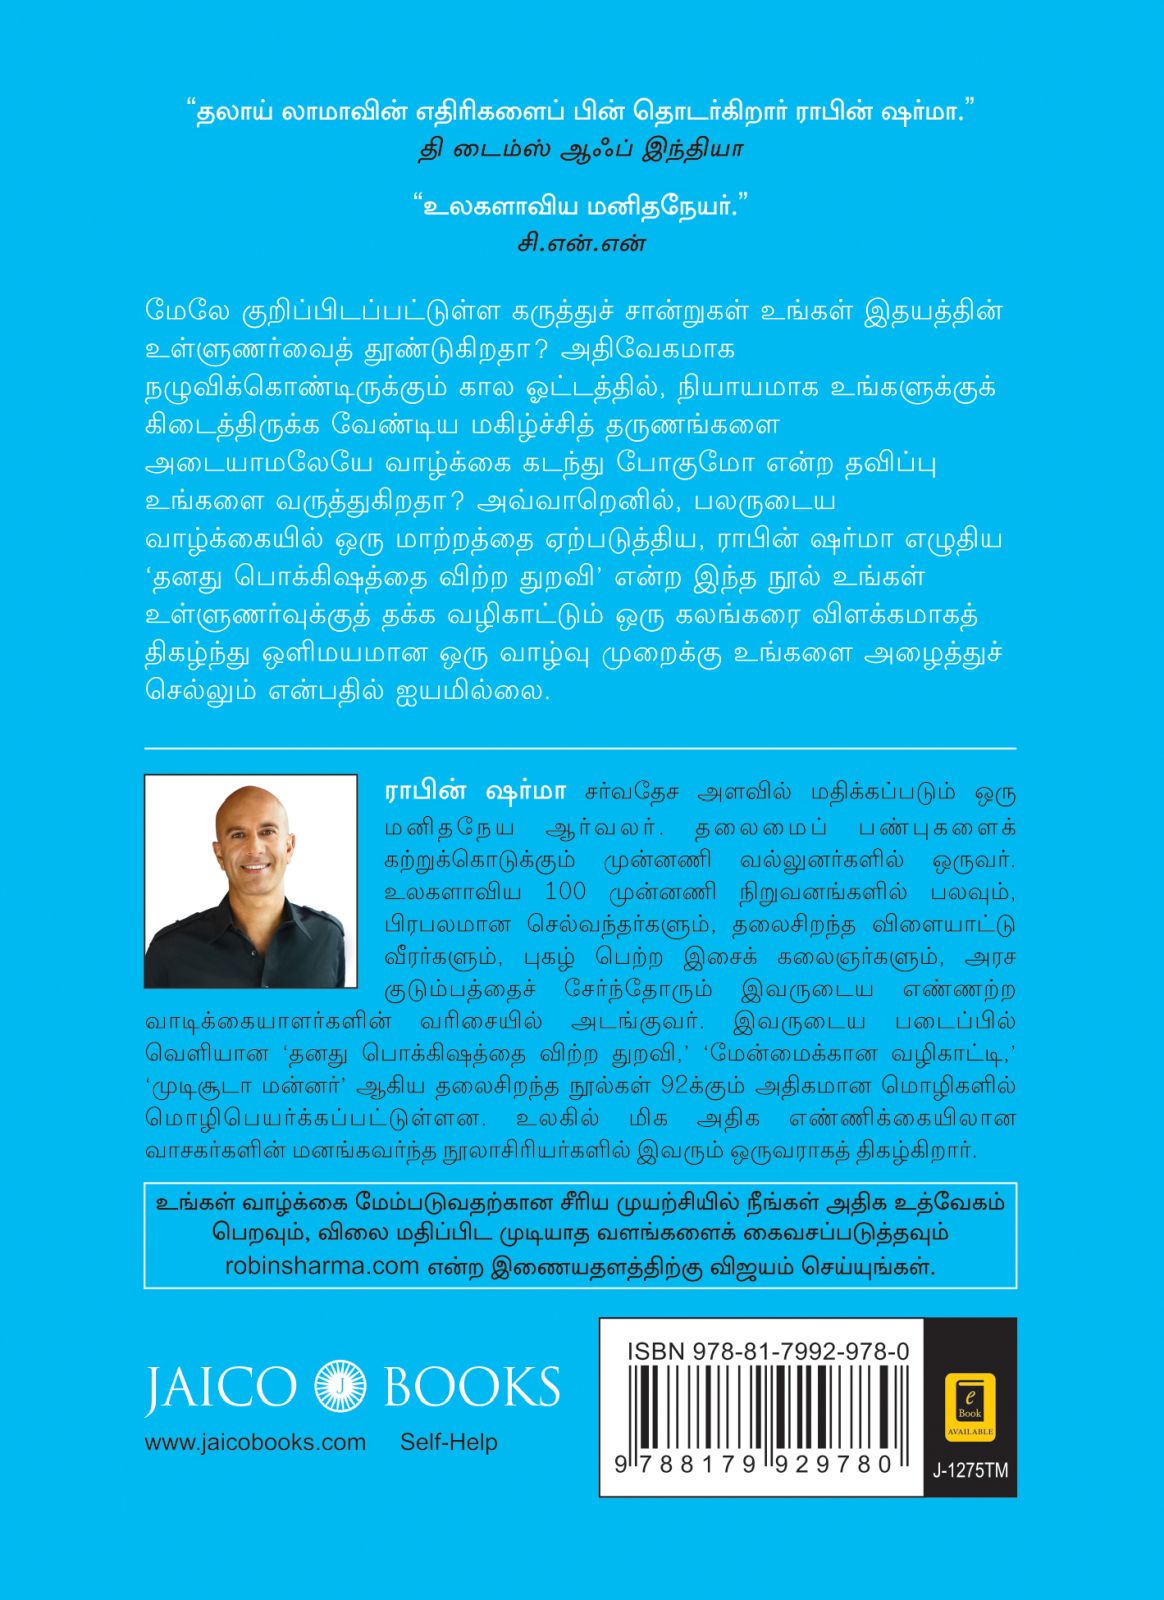 “தலாய் லாமாவின் எதிரிகளைப் பின் தொடர்கிறார் ராபின் ஷர்மா.”
தி டைம்ஸ் ஆஃப் இந்தியா
“உலகளாவிய மனிதநேயர்.”
சி.என்.என்
மேலே குறிப்பிடப்பட்டுள்ள கருத்துச் சான்றுகள் உங்கள் இதயத்தின்
உள்ளுணர்வைத் தூண்டுகிறதா? அதிவேகமாக
நழுவிக்கொண்டிருக்கும் கால ஓட்டத்தில், நியாயமாக உங்களுக்குக்
கிடைத்திருக்க வேண்டிய மகிழ்ச்சித் தருணங்களை
அடையாமலேயே வாழ்க்கை கடந்து போகுமோ என்ற தவிப்பு
உங்களை வருத்துகிறதா? அவ்வாறெனில், பலருடைய
வாழ்க்கையில் ஒரு மாற்றத்தை ஏற்படுத்திய, ராபின் ஷர்மா எழுதிய
‘தனது பொக்கிஷத்தை விற்ற துறவி’ என்ற இந்த நூல் உங்கள்
உள்ளுணர்வுக்குத் தக்க வழிகாட்டும் ஒரு கலங்கரை விளக்கமாகத்
திகழ்ந்து ஒளிமயமான ஒரு வாழ்வு முறைக்கு உங்களை அழைத்துச்
செல்லும் என்பதில் ஐயமில்லை.
ராபின் ஷர்மா சர்வதேச அளவில் மதிக்கப்படும் ஒரு
மனிதநேய ஆர்வலர். தலைமைப் பண்புகளைக்
கற்றுக்கொடுக்கும் முன்னணி வல்லுனர்களில் ஒருவர்.
உலகளாவிய 100 முன்னணி நிறுவனங்களில் பலவும்,
பிரபலமான செல்வந்தர்களும், தலைசிறந்த விளையாட்டு
வீரர்களும், புகழ் பெற்ற இசைக் கலைஞர்களும், அரச
குடும்பத்தைச் சேர்ந்தோரும் இவருடைய எண்ணற்ற
வாடிக்கையாளர்களின் வரிசையில் அடங்குவர். இவருடைய படைப்பில்
வெளியான ‘தனது பொக்கிஷத்தை விற்ற துறவி,’ ‘மேன்மைக்கான வழிகாட்டி,’
‘முடிசூடா மன்னர்’ ஆகிய தலைசிறந்த நூல்கள் 92க்கும் அதிகமான மொழிகளில்
மொழிபெயர்க்கப்பட்டுள்ளன. உலகில் மிக அதிக எண்ணிக்கையிலான
வாசகர்களின் மனங்கவர்ந்த நூலாசிரியர்களில் இவரும் ஒருவராகத் திகழ்கிறார்.
உங்கள் வாழ்க்கை மேம்படுவதற்கான சீரிய முயற்சியில் நீங்கள் அதிக உத்வேகம்
பெறவும், விலை மதிப்பிட முடியாத வளங்களைக் கைவசப்படுத்தவும்
robinsharma.com என்ற இணையதளத்திற்கு விஜயம் செய்யுங்கள்.
JAICO J BOOKS
www.jaicobooks.com Self-Help
ISBN 978-81-7992-978-0
9 788179 929780
e
Book
AVAILABLE
J-1275TM